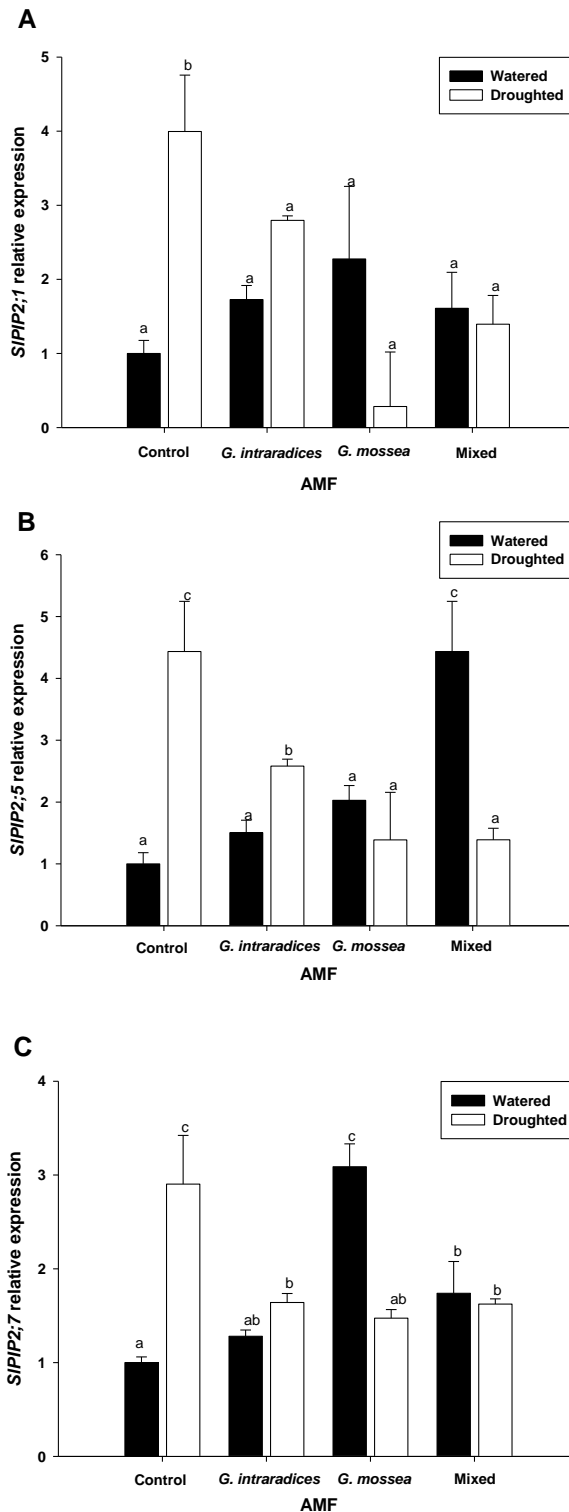 A
SlPIP2;1 relative expression
5
4
3
2
1
0
Watered
Droughted
a
b
a
a
a
a
a
a
Control
G. intraradices
G. mossea
Mixed
AMF
B
SlPIP2;5 relative expression
6
5
4
3
2
1
0
Watered
Droughted
a
c
a
b
a
a
c
a
Control
G. intraradices
G. mossea
Mixed
AMF
C
SlPIP2;7 relative expression
4
3
2
1
0
Watered
Droughted
a
c
ab
b
c
ab
b
b
Control
G. intraradices
G. mossea
Mixed
AMF